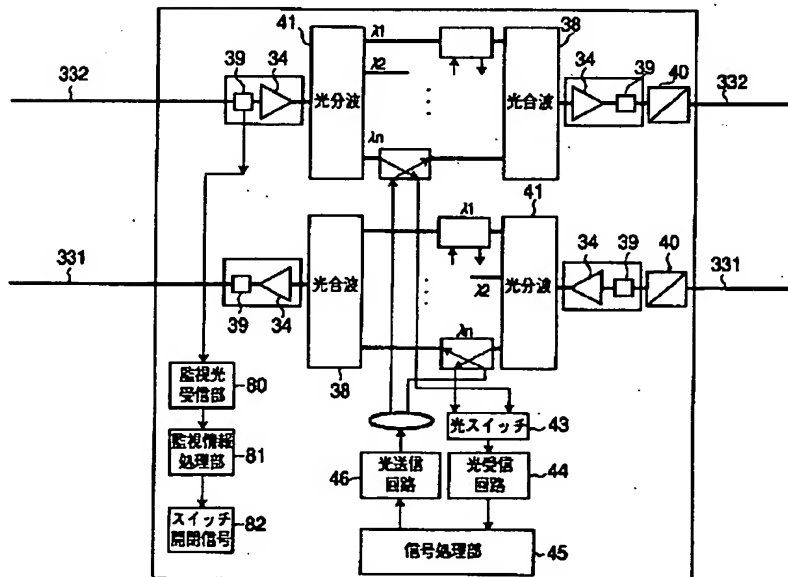 41
λ1
38
39
34
λ2
34
39
40
332
光分波
光合波
332
λn
41
λ1
34
40
331
光合波
λ2
光分波
39
331
39
34
λn
38
監視光
受信部
80
光スイッチ
43
監視情報
処理部
81
46
光送信
回路
光受信
回路
44
スイッチ
開閉信号
82
信号処理部
45